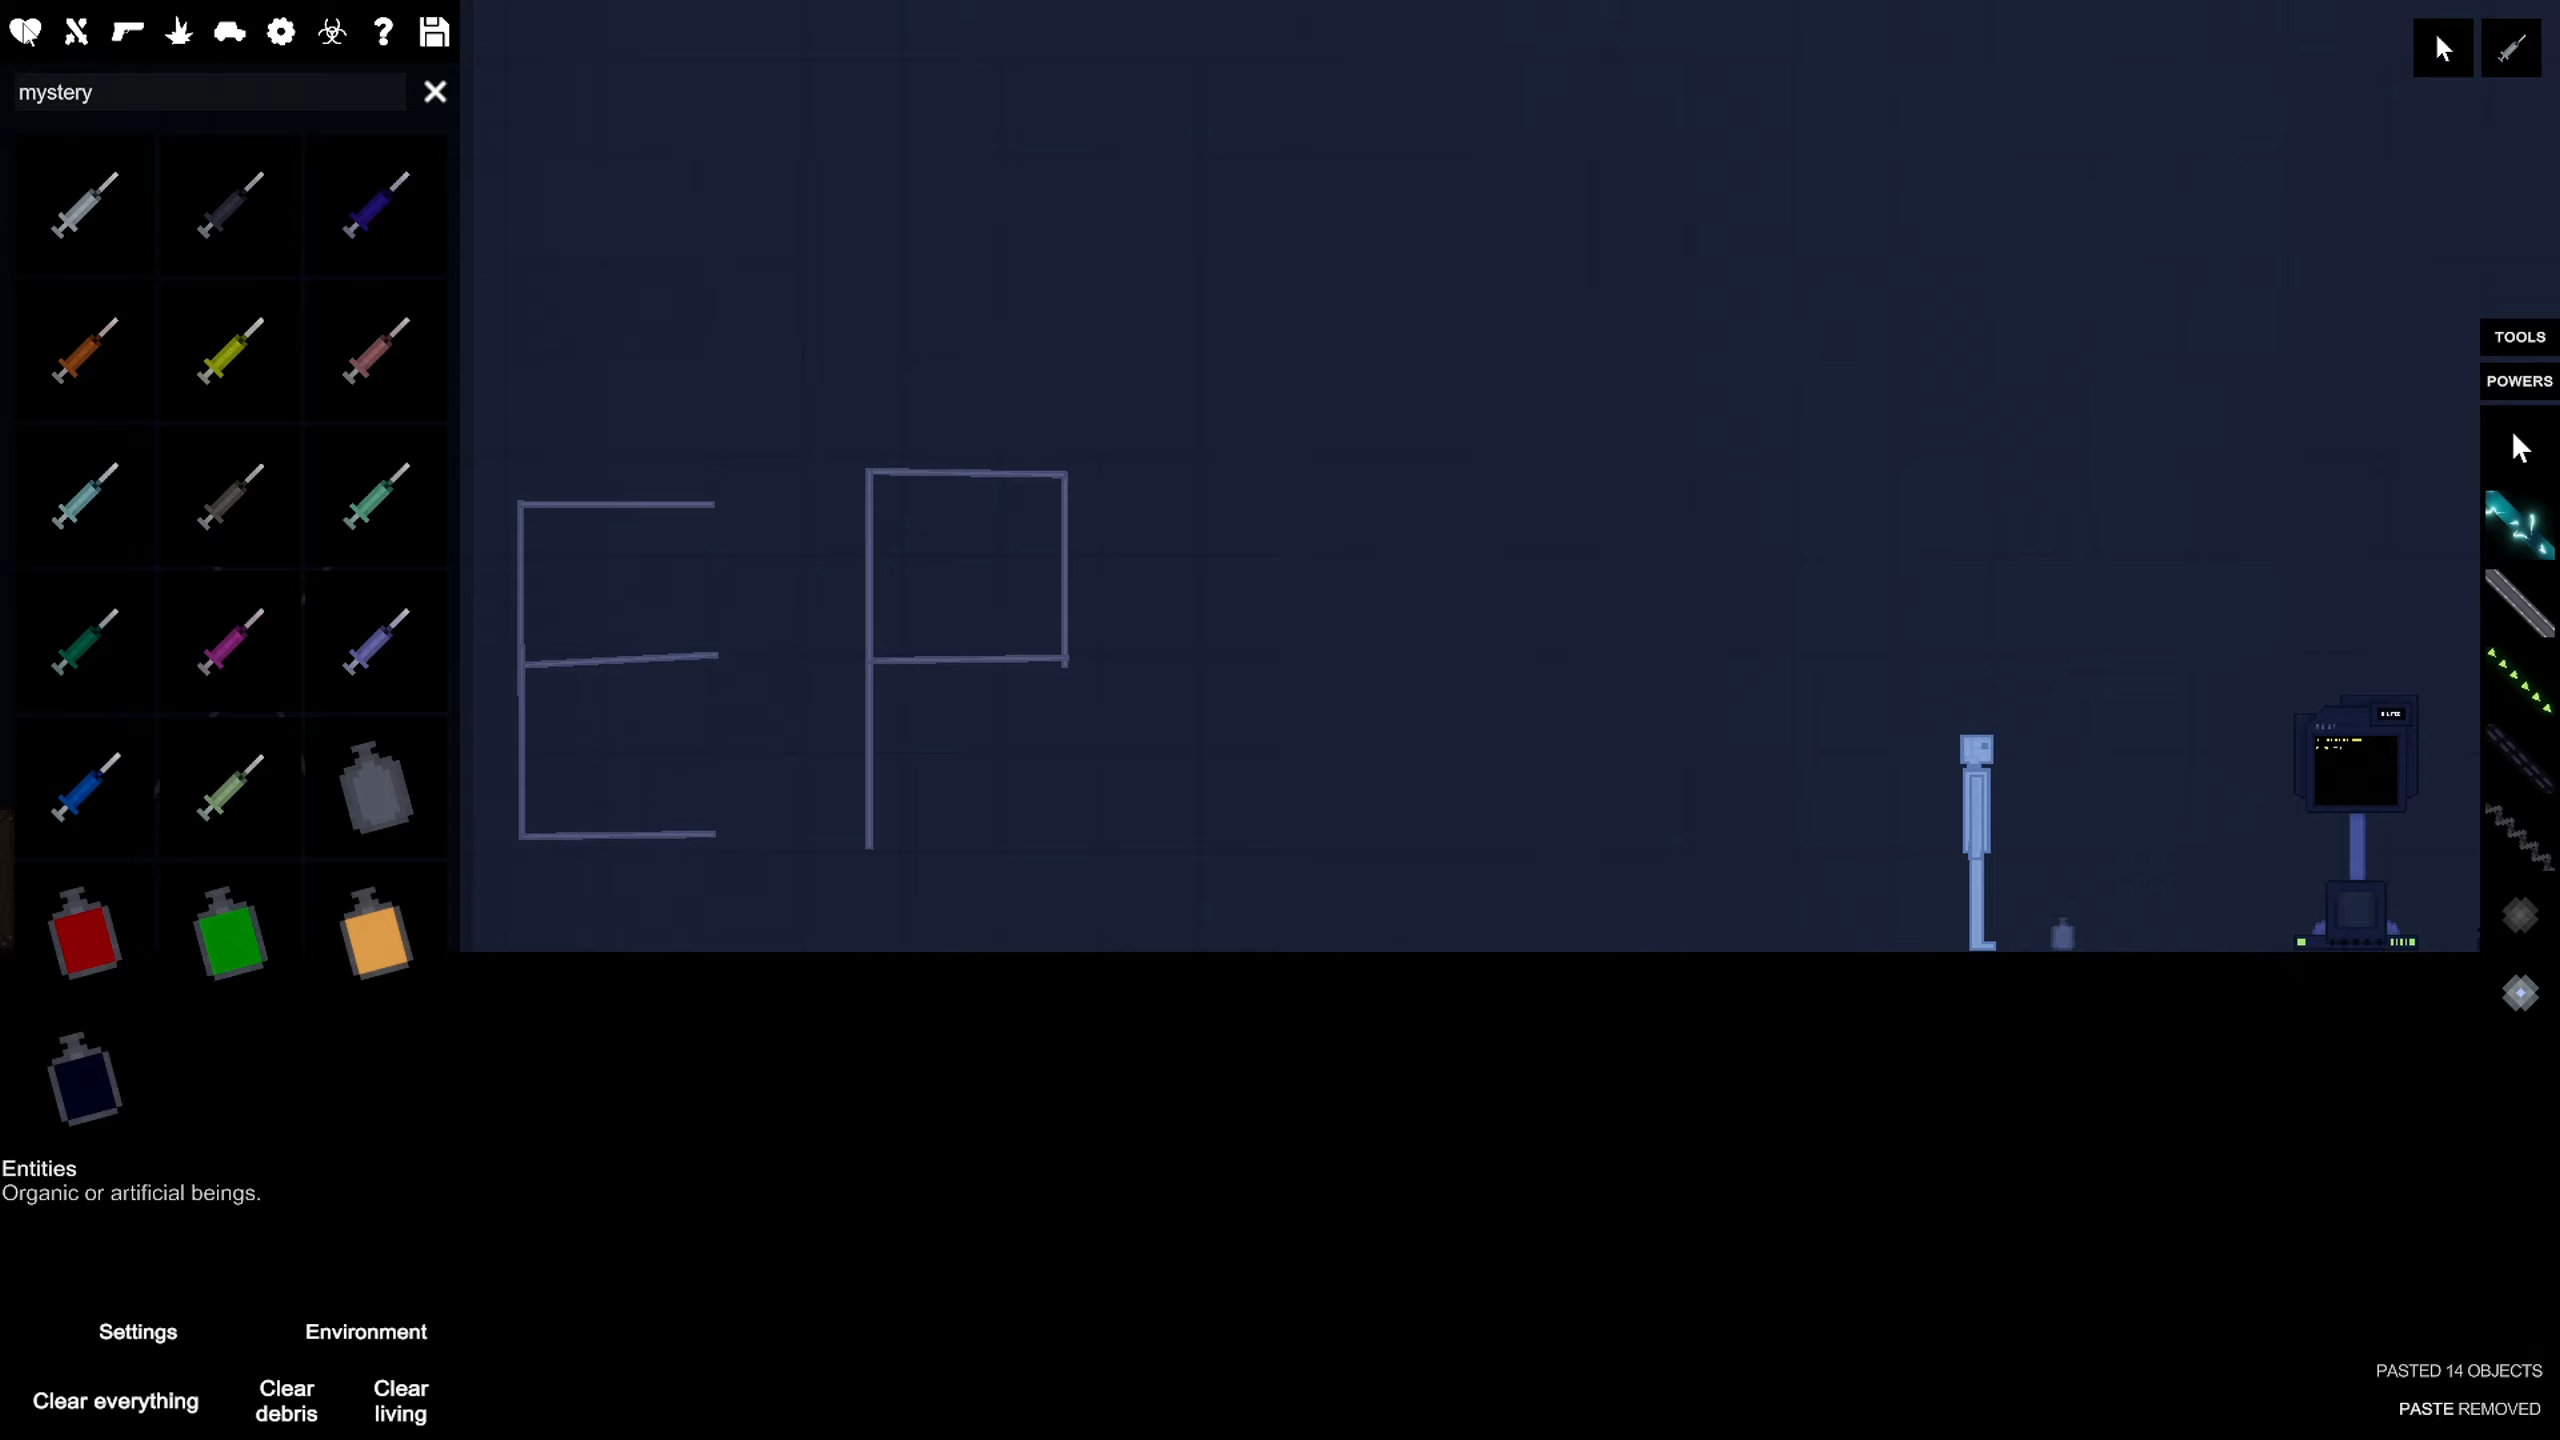 mystery
TOOLS
POWERS
E P
Entities
Organic or artificial beings.
Settings
Environment
Clear everything
Clear
debris
Clear
living
PASTED 14 OBJECTS
PASTE REMOVED